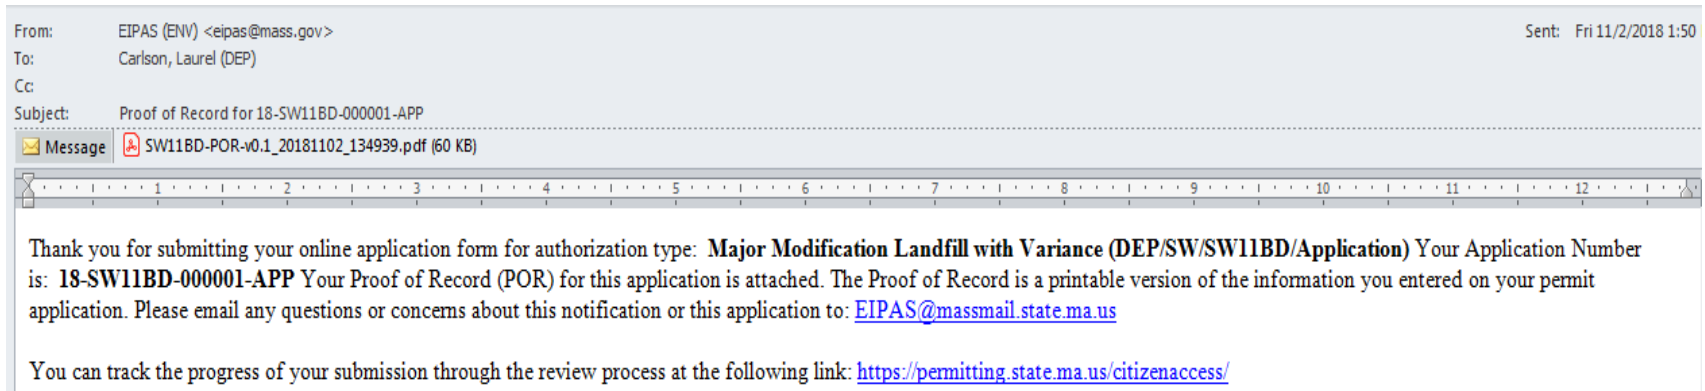 From: EIPAS (ENV) <eipas@mass.gov> Sent: Fri 11/2/2018 1:50
To: Carlson, Laurel (DEP)
Cc:
Subject: Proof of Record for 18-SW11BD-000001-APP
Message SW11BD-POR-v0.1_20181102_134939.pdf (60 KB)
1 2 3 4 5 6 7 8 9 10 11 12
Thank you for submitting your online application form for authorization type: Major Modification Landfill with Variance (DEP/SW/SW11BD/Application) Your Application Number
is: 18-SW11BD-000001-APP Your Proof of Record (POR) for this application is attached. The Proof of Record is a printable version of the information you entered on your permit
application. Please email any questions or concerns about this notification or this application to: EIPAS@massmail.state.ma.us
You can track the progress of your submission through the review process at the following link: https://permitting.state.ma.us/citizenaccess/